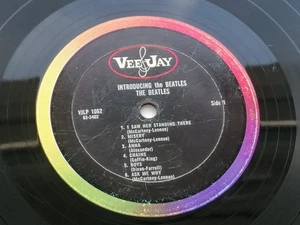 VEE JAY
INTRODUCING the BEATLES
THE BEATLES
VJLP 1062
63-3402
Side 1
1. I SAW HER STANDING THERE
(McCartney-Lennon)
2. MISERY
(McCartney-Lennon)
3. ANNA
(Alexander)
4. CHAINS
(Goffin-King)
5. BOYS
(Dixon-Farrell)
6. ASK ME WHY
(McCartney-Lennon)